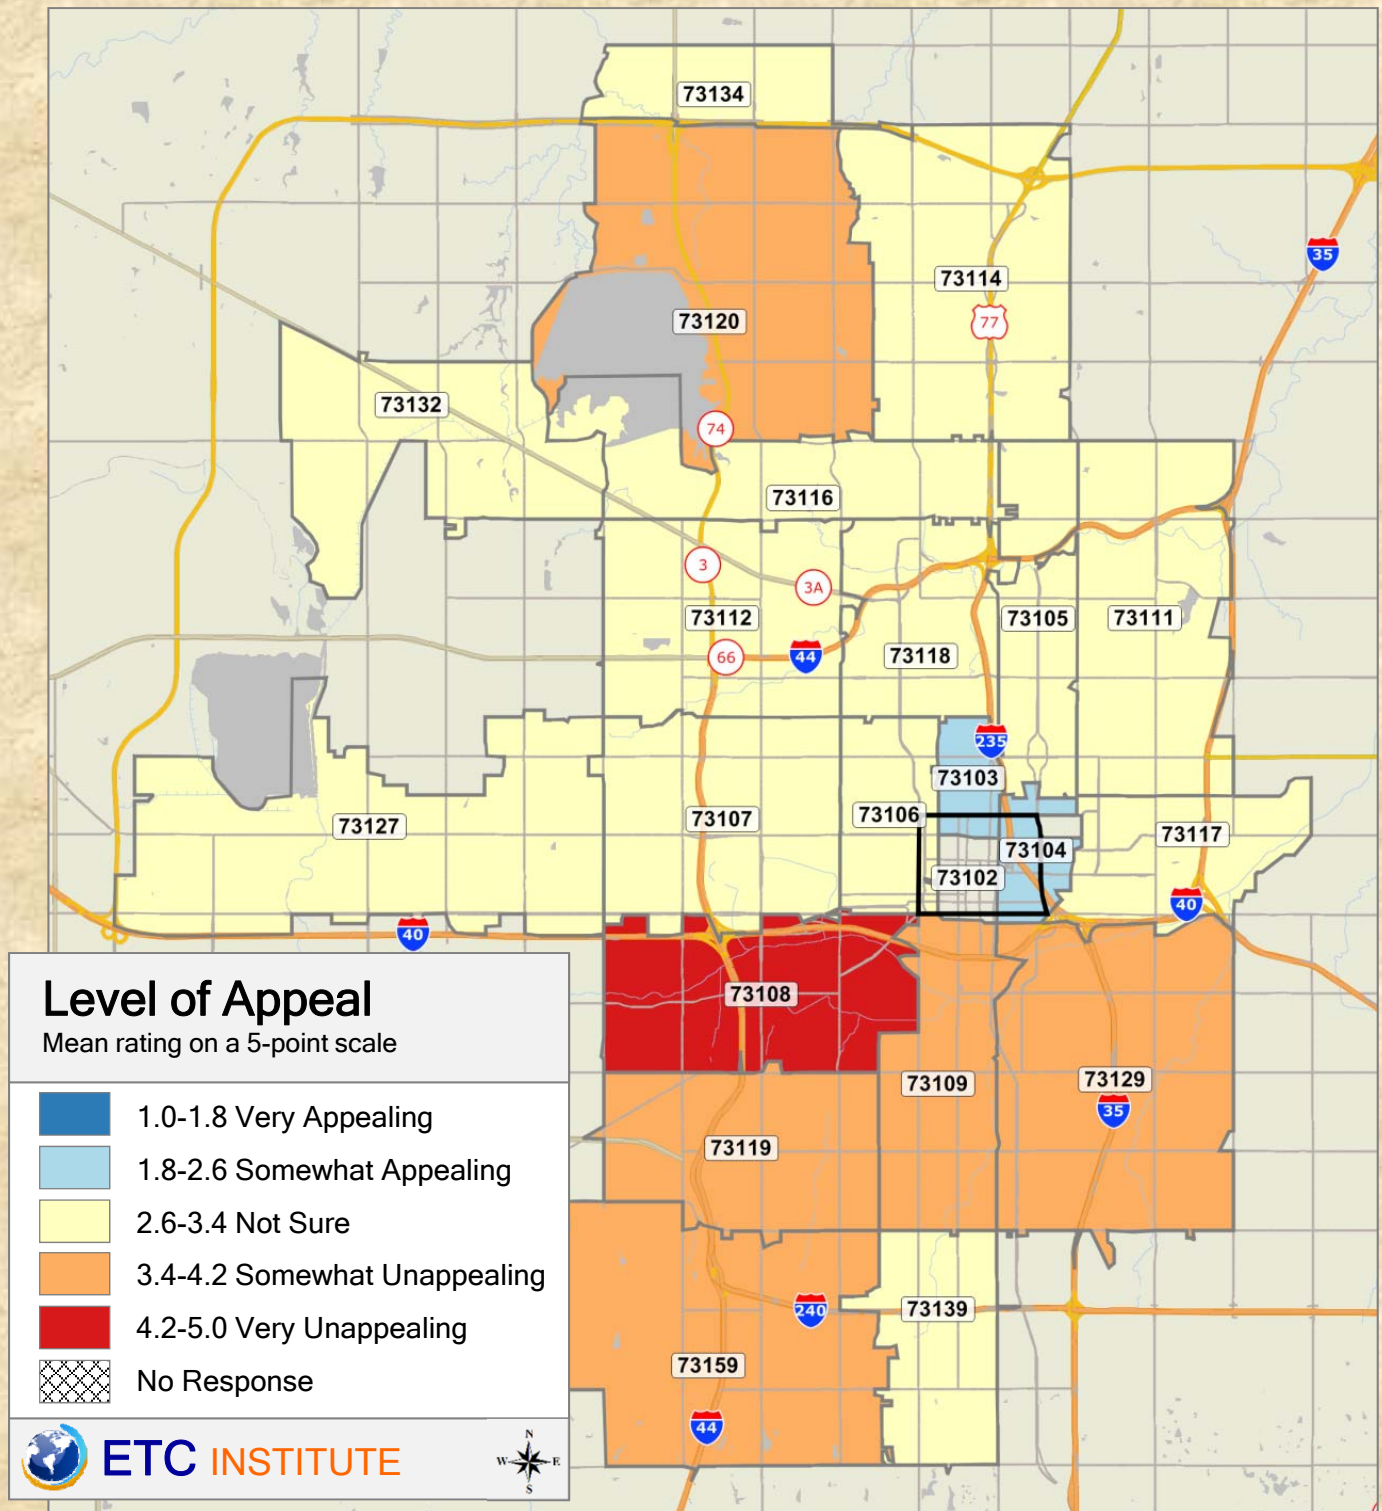 73134
35
73114
77
73120
73132
74
73116
3
3A
73112
73105
73111
66
44
73118
235
73103
73106
73107
73127
73117
73104
73102
40
40
73108
73109
73129
35
73119
240
73139
73159
44
Level of Appeal
Mean rating on a 5-point scale
1.0-1.8 Very Appealing
1.8-2.6 Somewhat Appealing
2.6-3.4 Not Sure
3.4-4.2 Somewhat Unappealing
4.2-5.0 Very Unappealing
No Response
ETC INSTITUTE
N
W E
S